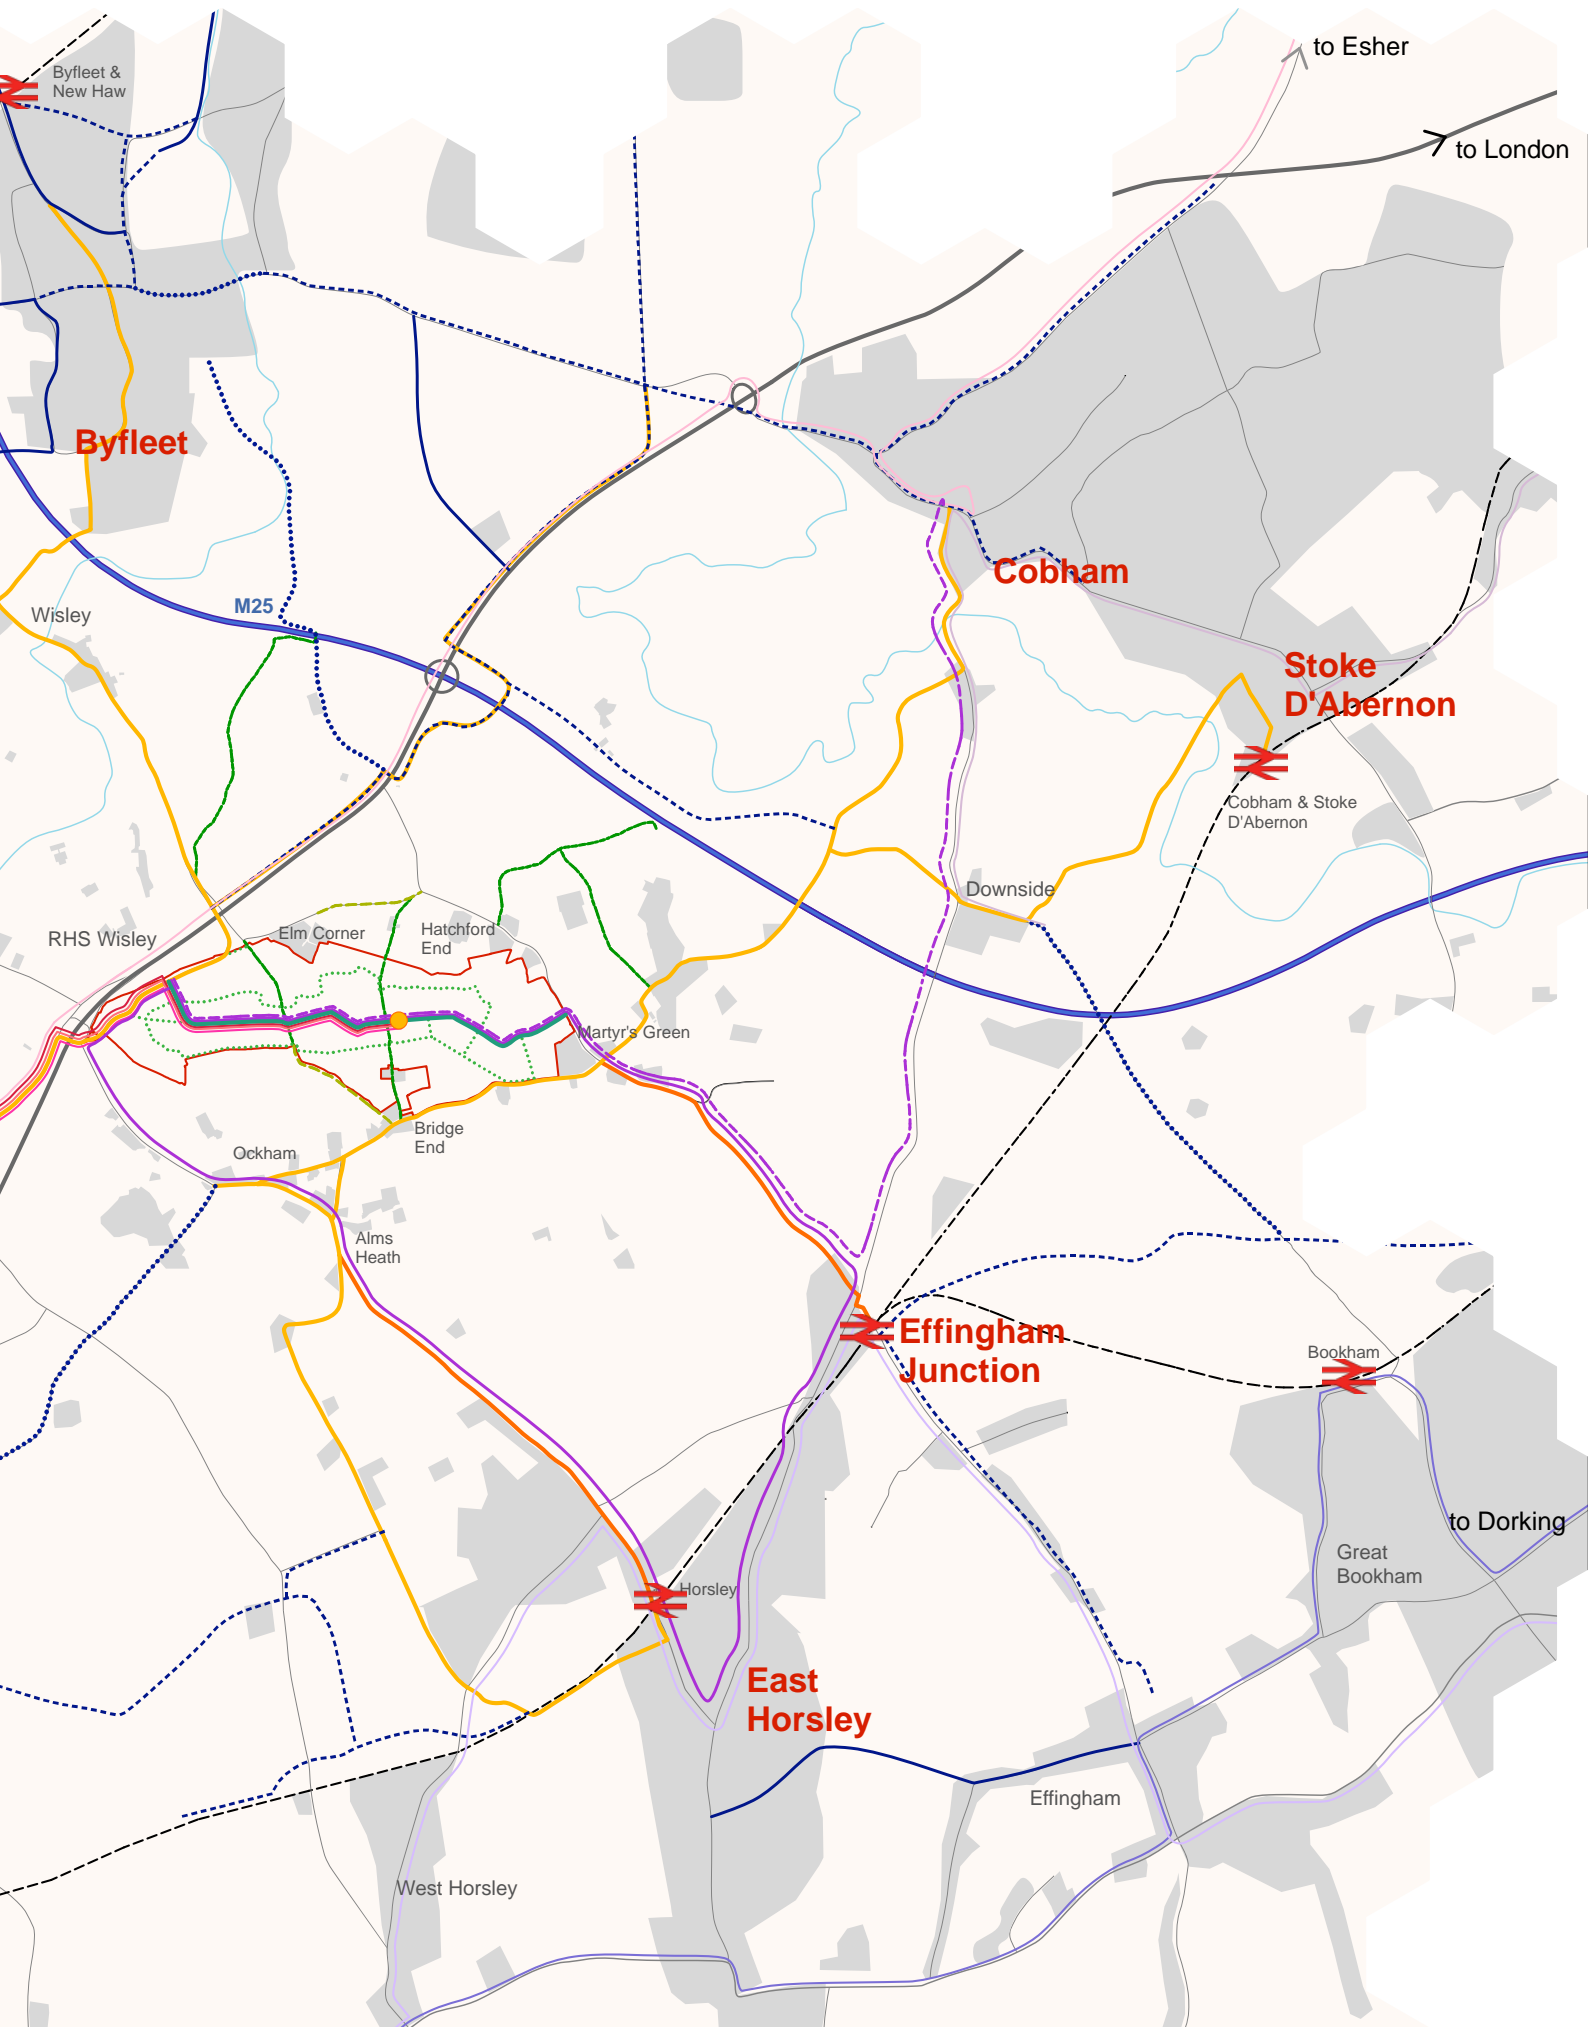 to Esher
Byfleet &
New Haw
to London
Byfleet
Cobham
M25
Wisley
Stoke
D'Abernon
Cobham & Stoke
D'Abernon
Downside
RHS Wisley
Elm Corner
Hatchford
End
Martyr's Green
Bridge
End
Ockham
Alms
Heath
Effingham
Junction
Bookham
to Dorking
Great
Bookham
Horsley
East
Horsley
Effingham
West Horsley